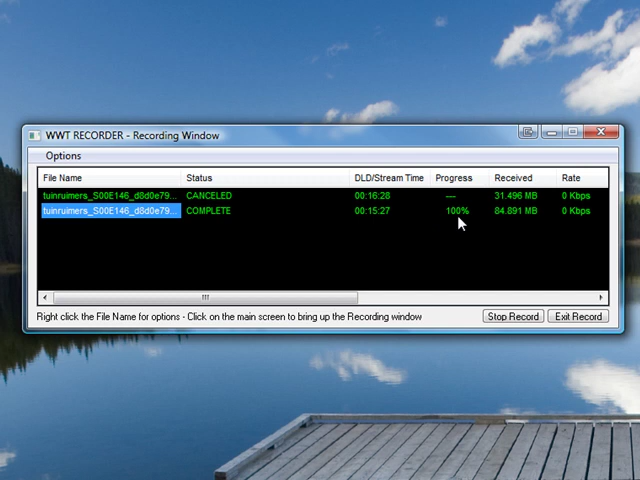 WWT RECORDER - Recording Window
Options
File Name Status DLD/Stream Time Progress Received Rate
tuinruimers_S00E146_d8d0e79... CANCELED 00:16:28 --- 31.496 MB 0 Kbps
tuinruimers_S00E146_d8d0e79... COMPLETE 00:15:27 100% 84.891 MB 0 Kbps
Right click the File Name for options - Click on the main screen to bring up the Recording window Stop Record Exit Record